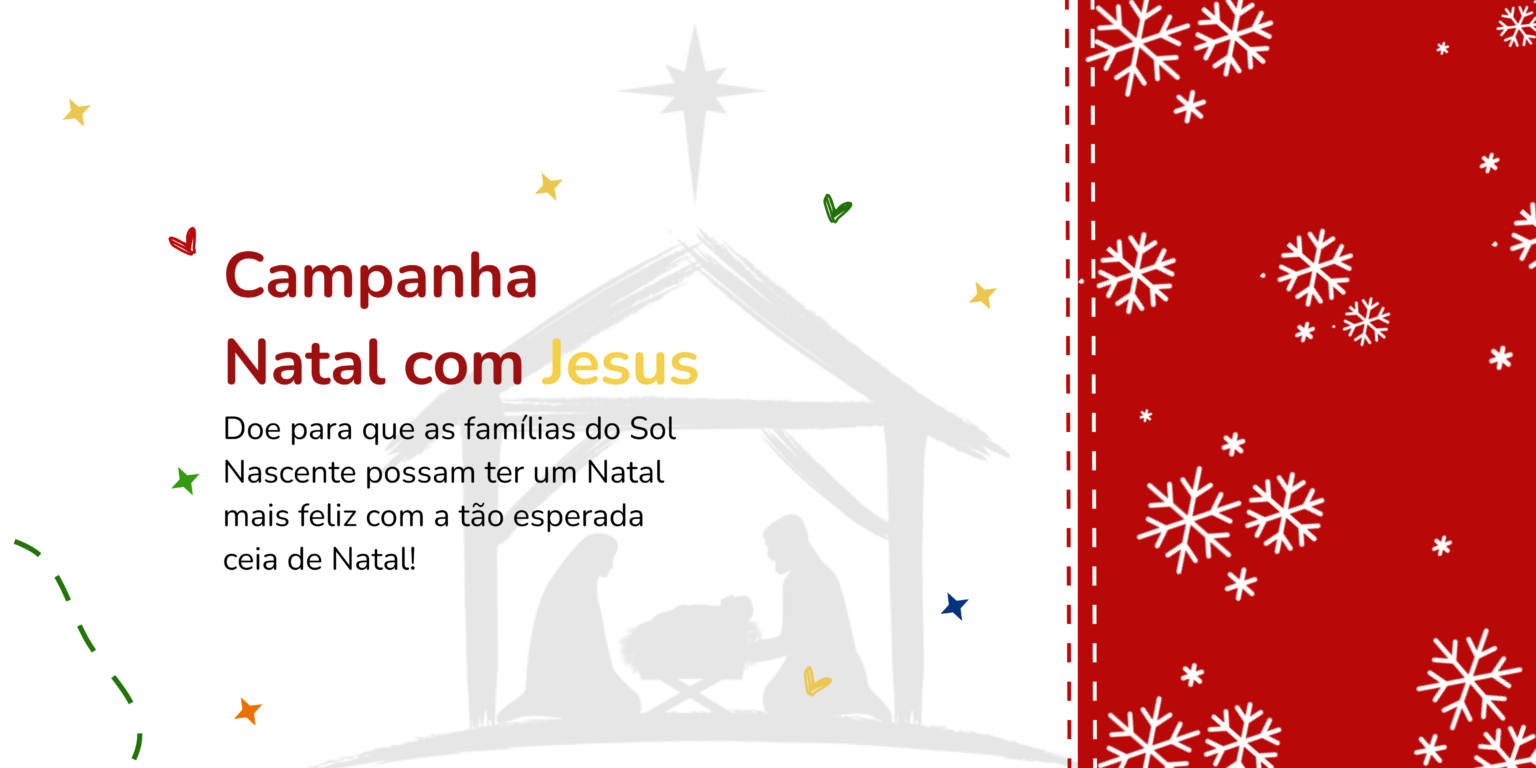 Campanha
Natal com Jesus
Doe para que as famílias do Sol
Nascente possam ter um Natal
mais feliz com a tão esperada
ceia de Natal!